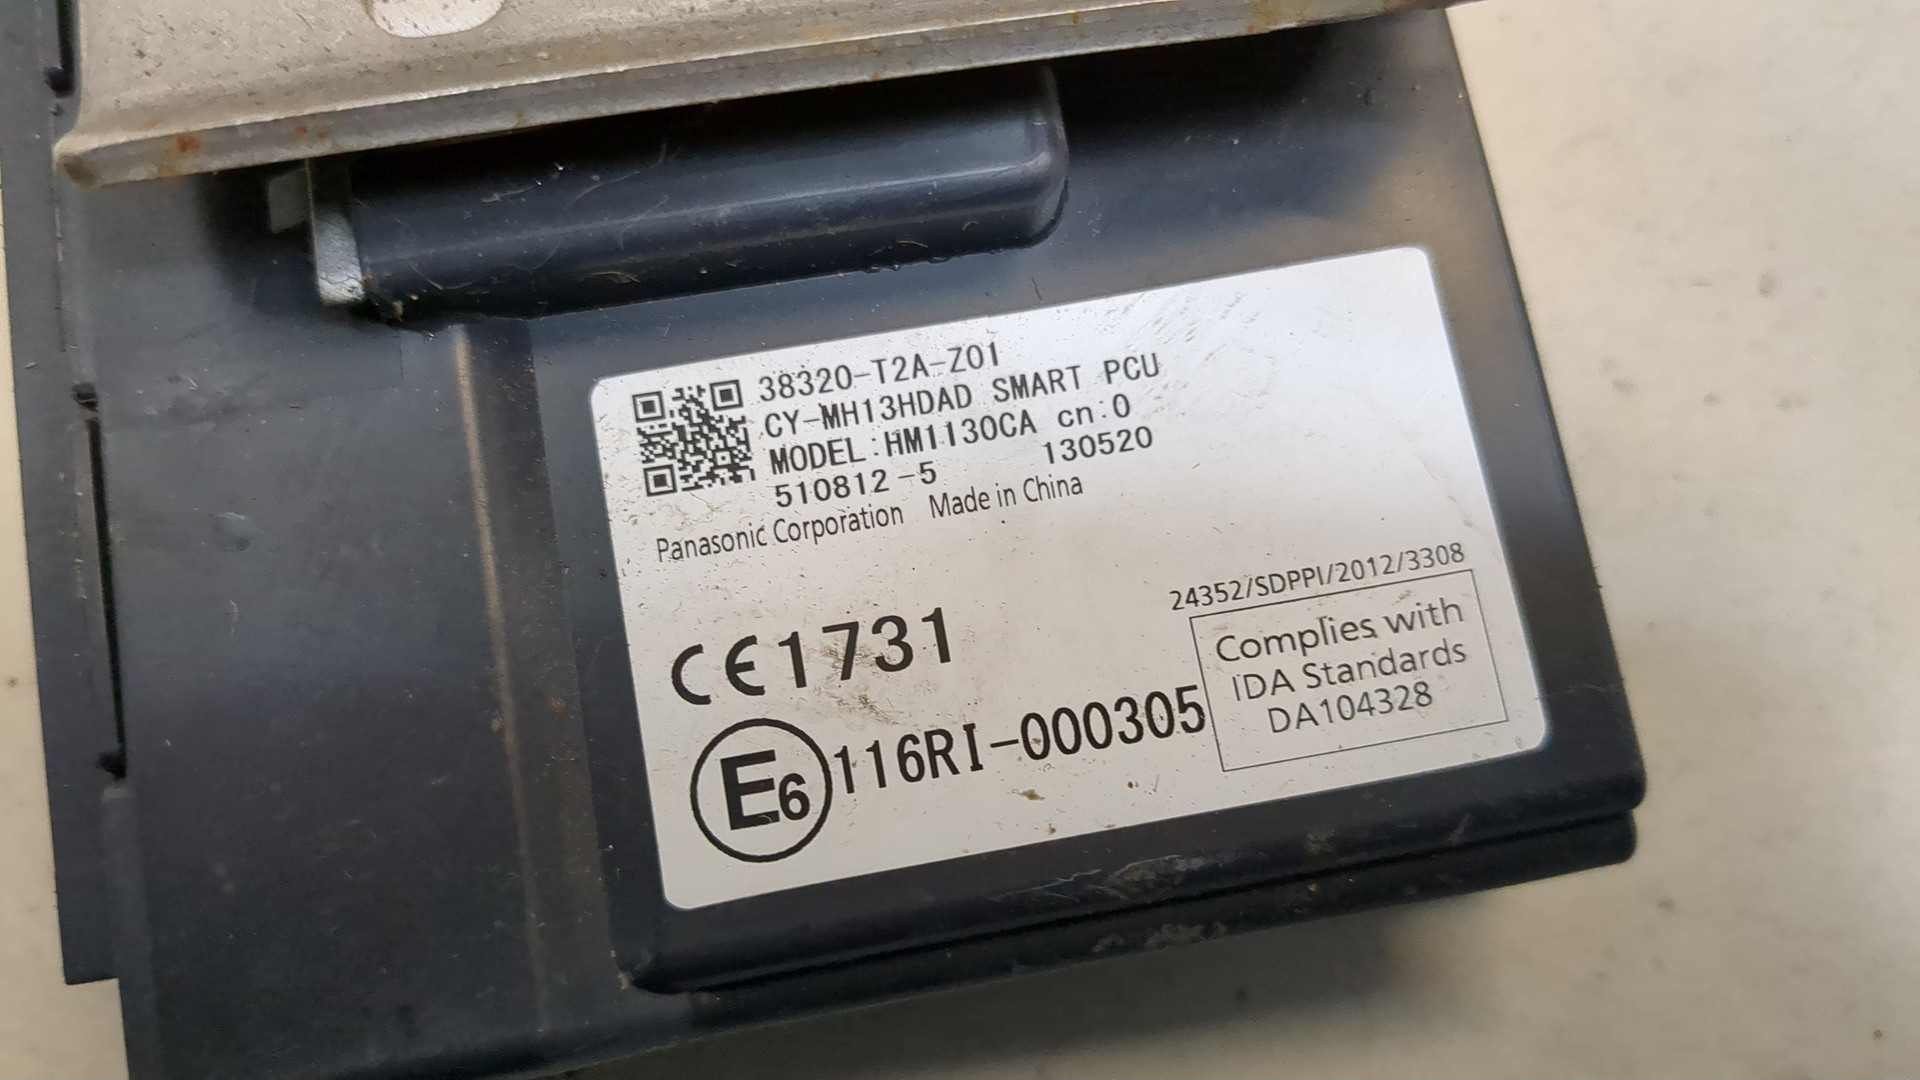 38320-T2A-Z01
CY-MH13HDAD SMART PCU
MODEL:HM1130CA cn:0
510812-5 130520
Panasonic Corporation Made in China
24352/SDPPI/2012/3308
CE1731
Complies with
IDA Standards
DA104328
E6 116RI-000305